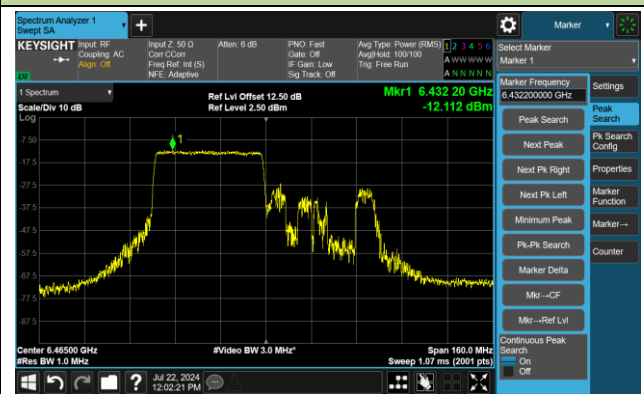 Spectrum Analyzer 1
Swept SA
Marker
KEYSIGHT
Input: RF
Coupling: AC
Align: Off
Input Z: 50 Ω
Corr CCorr
Freq Ref: Int (S)
NFE: Adaptive
Atten: 6 dB
PNO: Fast
Gate: Off
IF Gain: Low
Sig Track: Off
Avg Type: Power (RMS)
Avg|Hold: 100/100
Trig: Free Run
1 2 3 4 5 6
A W W W W W
A N N N N N
LXI
Select Marker
Marker 1
1 Spectrum
Scale/Div 10 dB
Log
Ref Lvl Offset 12.50 dB
Ref Level 2.50 dBm
Mkr1 6.432 20 GHz
-12.112 dBm
1
-7.50
-17.5
-27.5
-37.5
-47.5
-57.5
-67.5
-77.5
-87.5
Center 6.46500 GHz
#Res BW 1.0 MHz
#Video BW 3.0 MHz*
Span 160.0 MHz
Sweep 1.07 ms (2001 pts)
Marker Frequency
6.432200000 GHz
Peak Search
Next Peak
Next Pk Right
Next Pk Left
Minimum Peak
Pk-Pk Search
Marker Delta
Mkr→CF
Mkr→Ref Lvl
Continuous Peak
Search
On
Off
Settings
Peak
Search
Pk Search
Config
Properties
Marker
Function
Marker→
Counter
?
Jul 22, 2024
12:02:21 PM